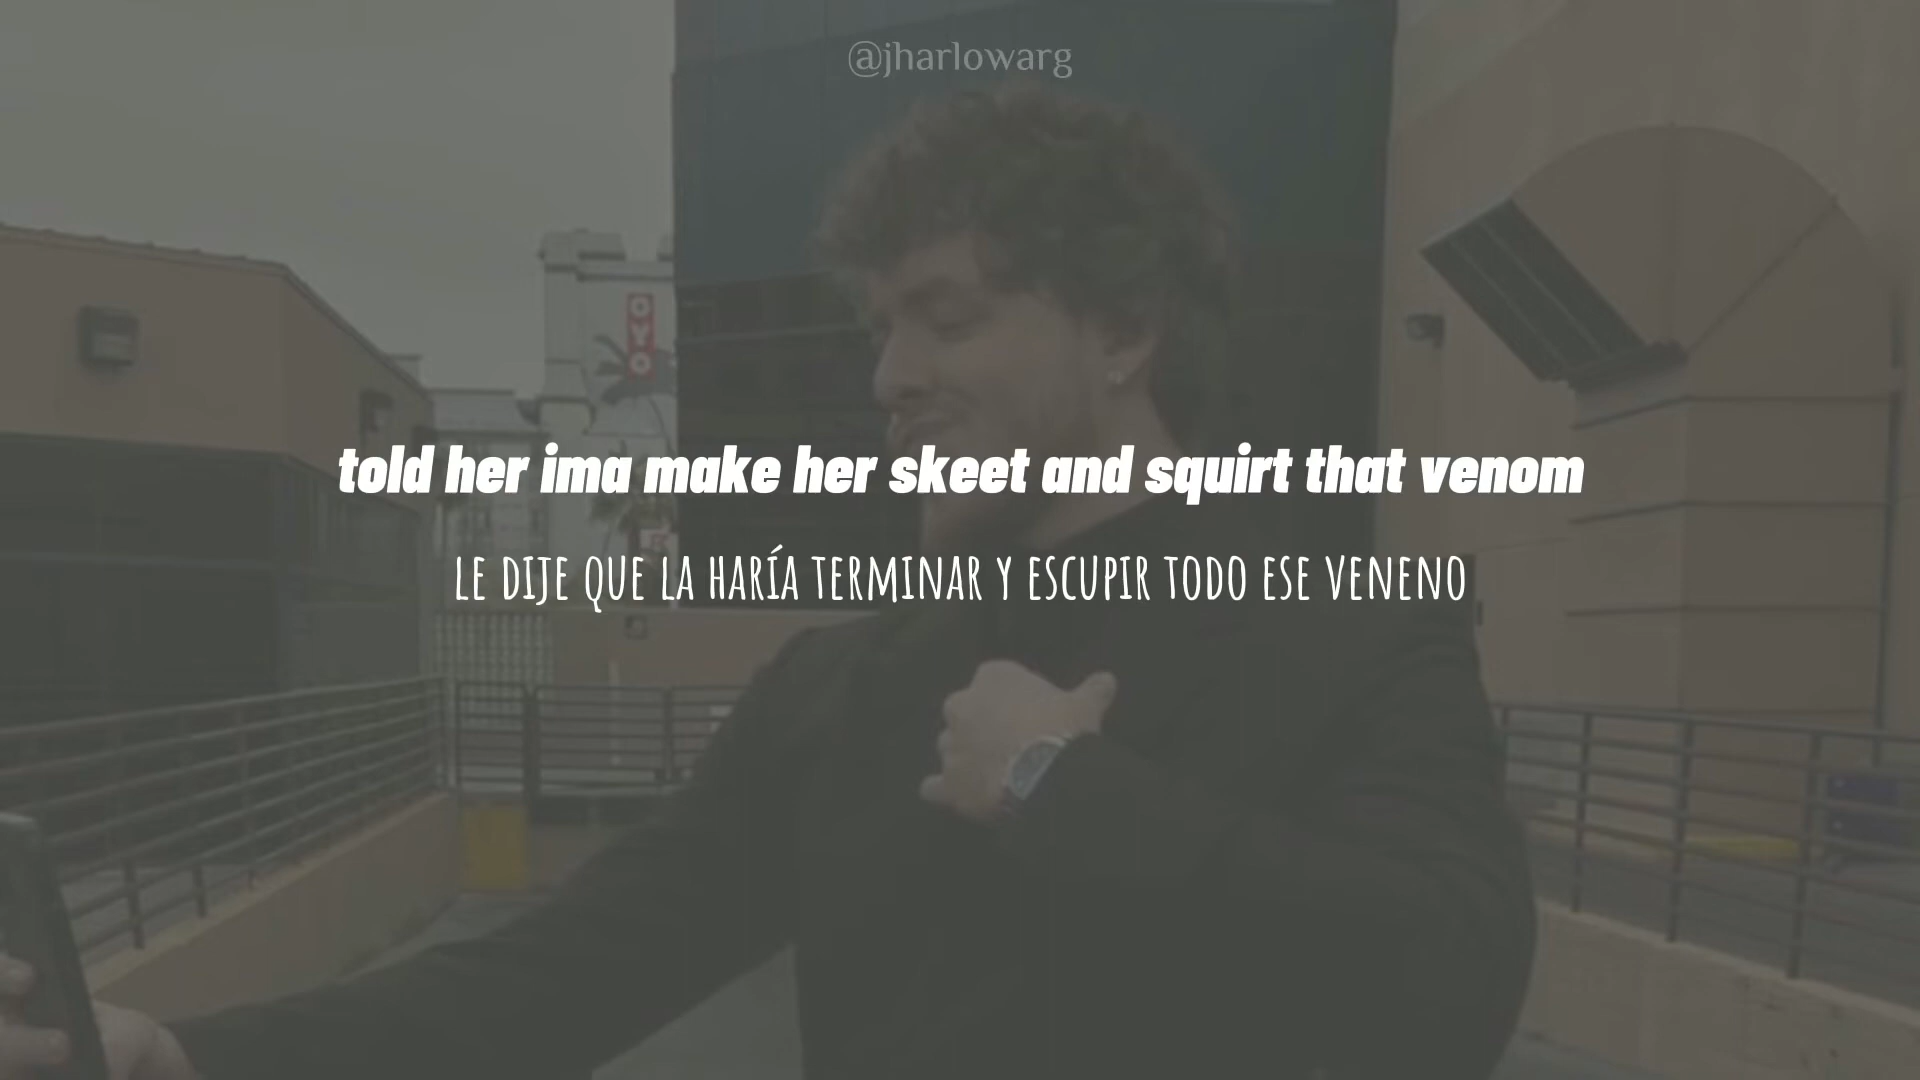 @jharlowarg
OYO
told her ima make her skeet and squirt that venom
LE DIJE QUE LA HARÍA TERMINAR Y ESCUPIR TODO ESE VENENO